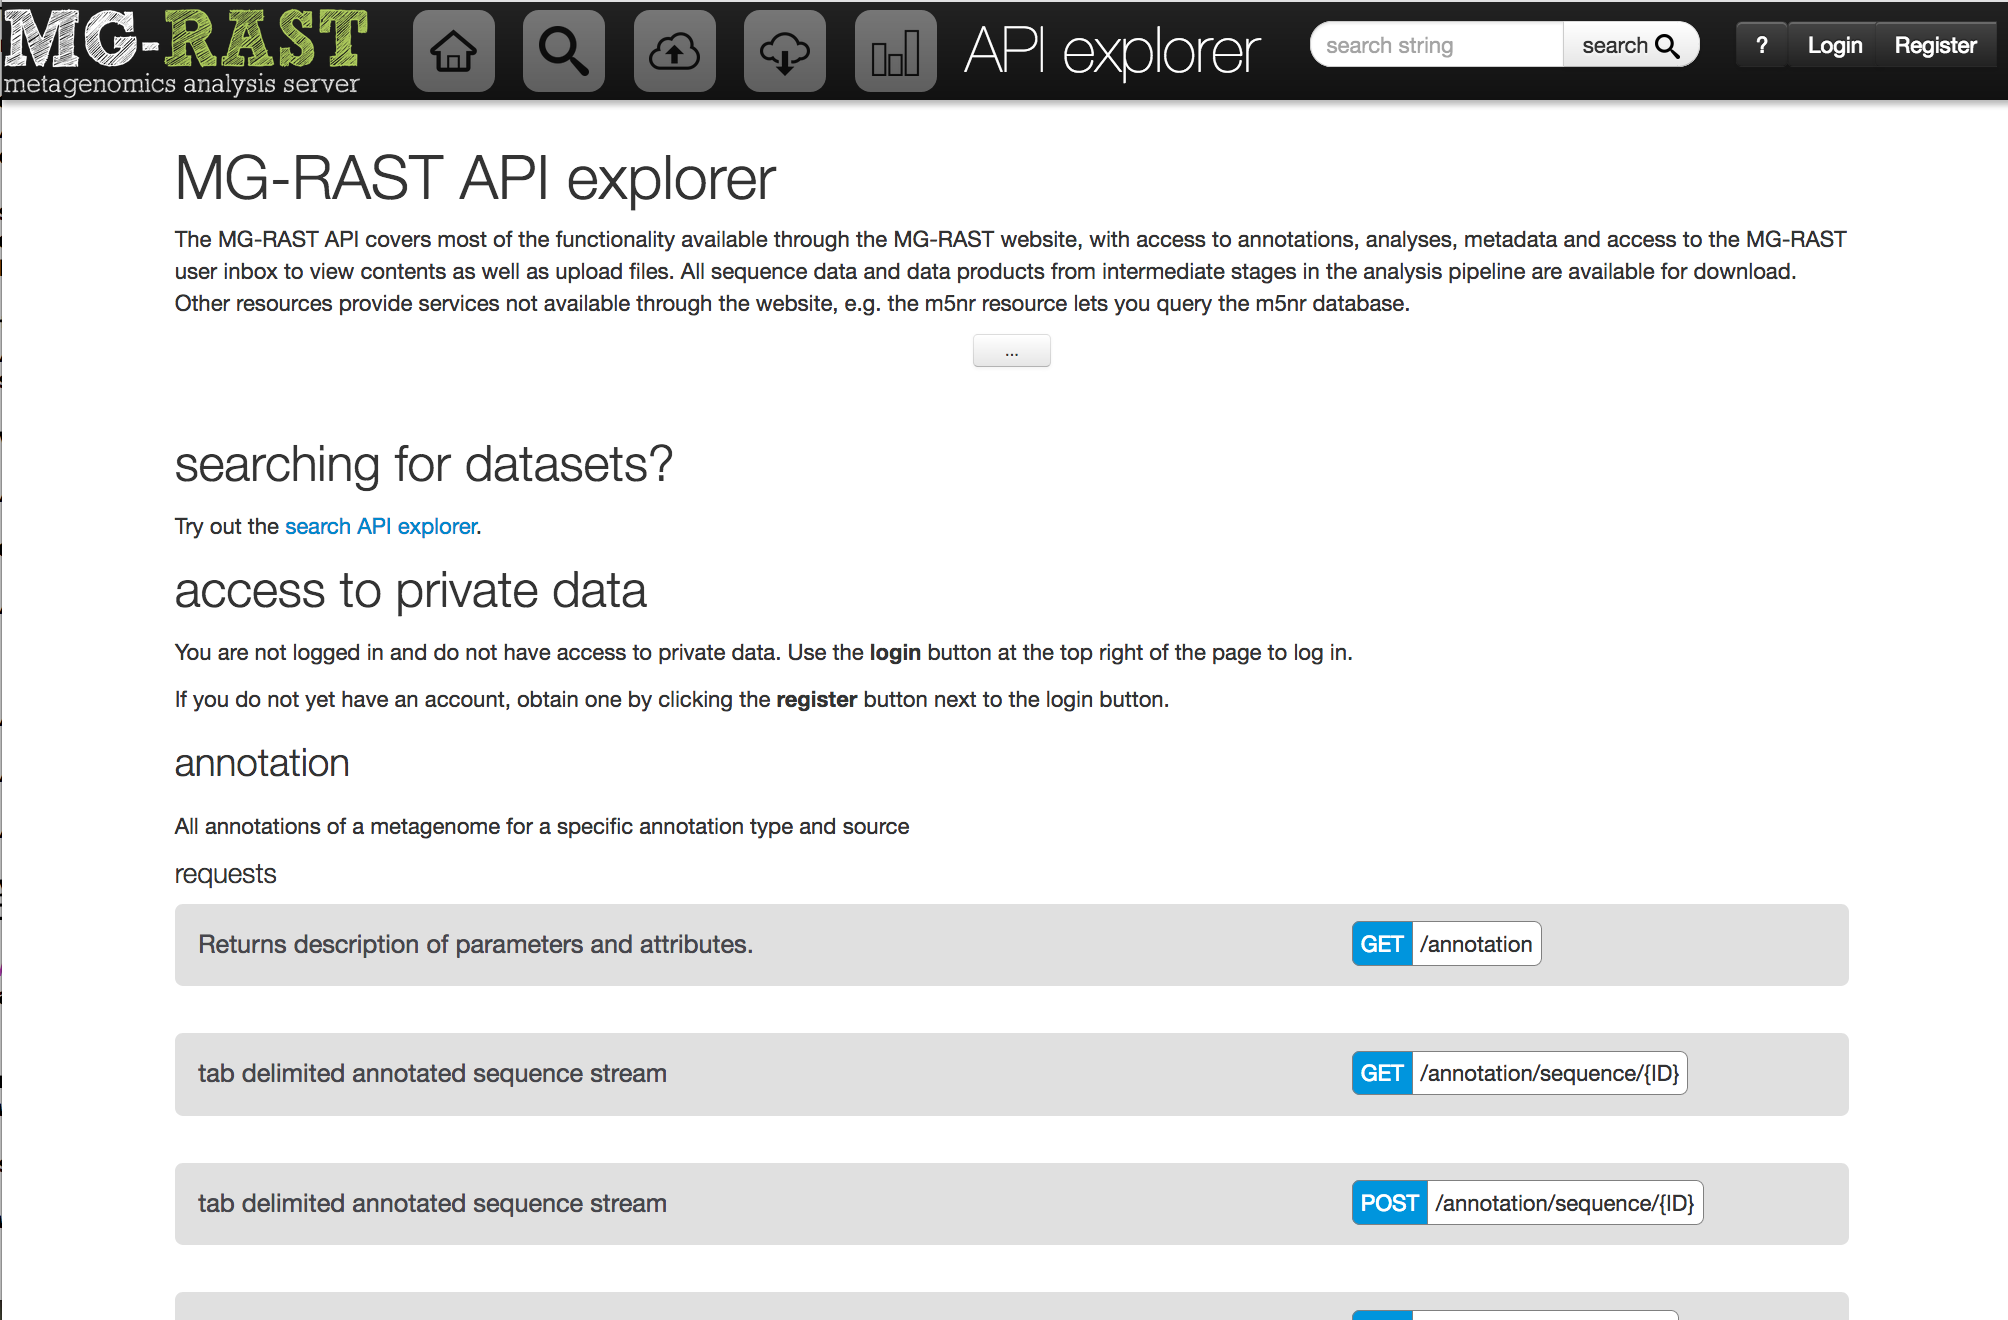 MG-RAST
metagenomics analysis server
API explorer
search string
search
?
Login
Register
MG-RAST API explorer
The MG-RAST API covers most of the functionality available through the MG-RAST website, with access to annotations, analyses, metadata and access to the MG-RAST
user inbox to view contents as well as upload files. All sequence data and data products from intermediate stages in the analysis pipeline are available for download.
Other resources provide services not available through the website, e.g. the m5nr resource lets you query the m5nr database.
...
searching for datasets?
Try out the search API explorer.
access to private data
You are not logged in and do not have access to private data. Use the login button at the top right of the page to log in.
If you do not yet have an account, obtain one by clicking the register button next to the login button.
annotation
All annotations of a metagenome for a specific annotation type and source
requests
Returns description of parameters and attributes. GET /annotation
tab delimited annotated sequence stream GET /annotation/sequence/{ID}
tab delimited annotated sequence stream POST /annotation/sequence/{ID}